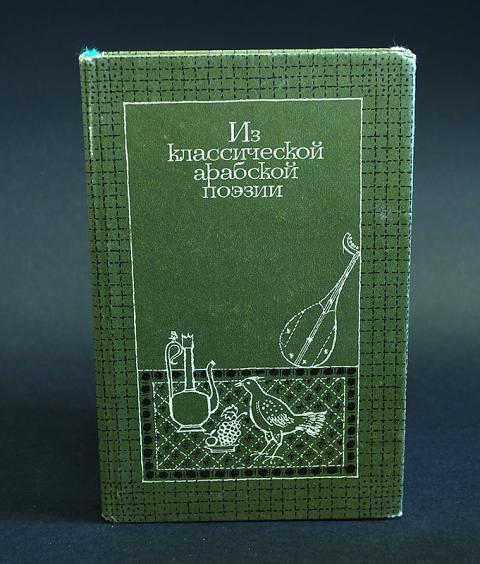 Из
классической
арабской
поэзии